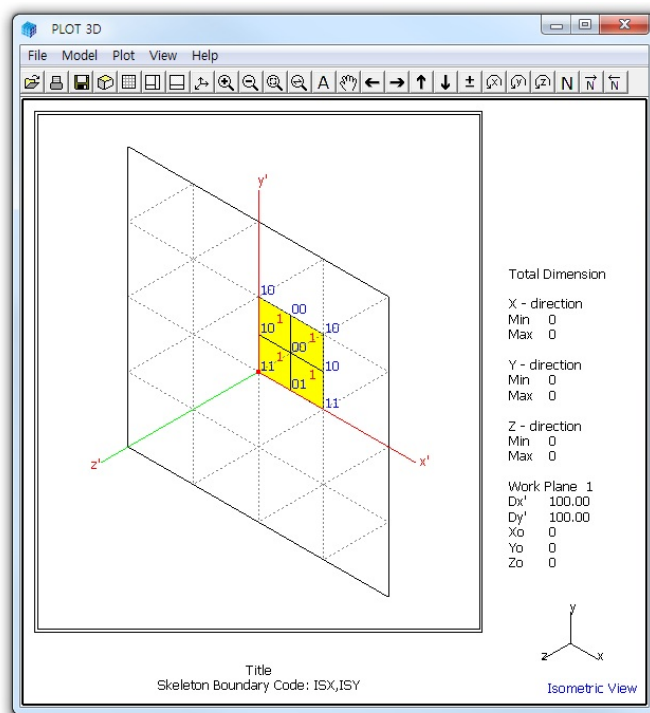 PLOT 3D
File Model Plot View Help
A N N N
y'
10
00
1
10
10
1
00
1
10
11
1
01
11
z'
x'
Total Dimension
X - direction
Min 0
Max 0
Y - direction
Min 0
Max 0
Z - direction
Min 0
Max 0
Work Plane 1
Dx' 100.00
Dy' 100.00
Xo 0
Yo 0
Zo 0
y
z x
Title
Skeleton Boundary Code: ISX,ISY
Isometric View